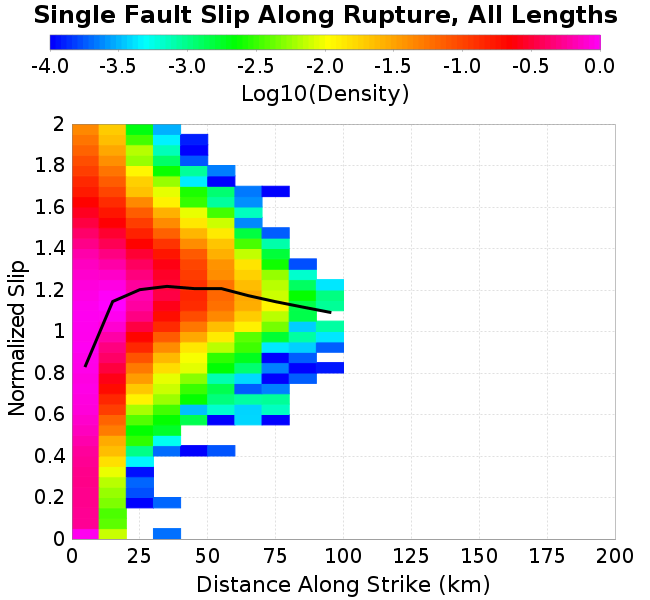 Single Fault Slip Along Rupture, All Lengths
-4.0 -3.5 -3.0 -2.5 -2.0 -1.5 -1.0 -0.5 0.0
Log10(Density)
2
1.8
1.6
1.4
1.2
1
0.8
0.6
0.4
0.2
0
Normalized Slip
0 25 50 75 100 125 150 175 200
Distance Along Strike (km)